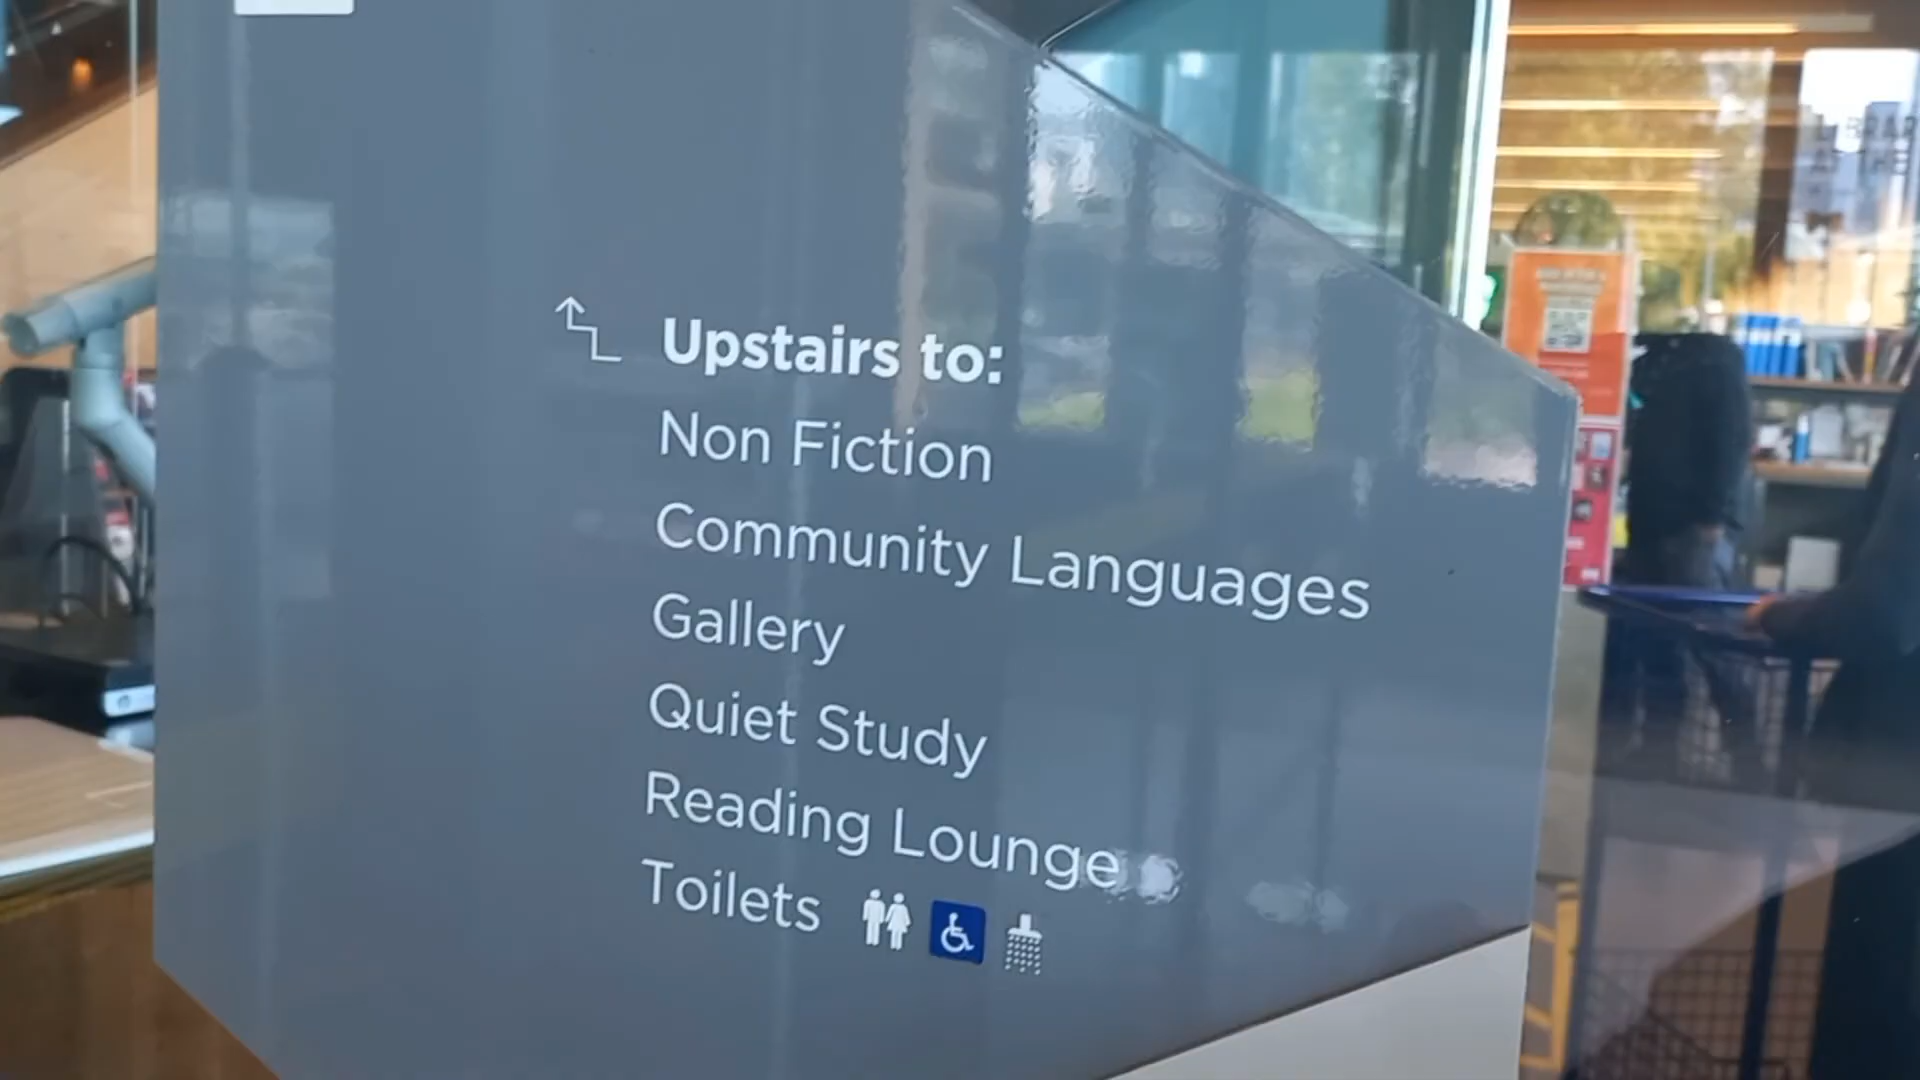 Upstairs to:
Non Fiction
Community Languages
Gallery
Quiet Study
Reading Lounge
Toilets